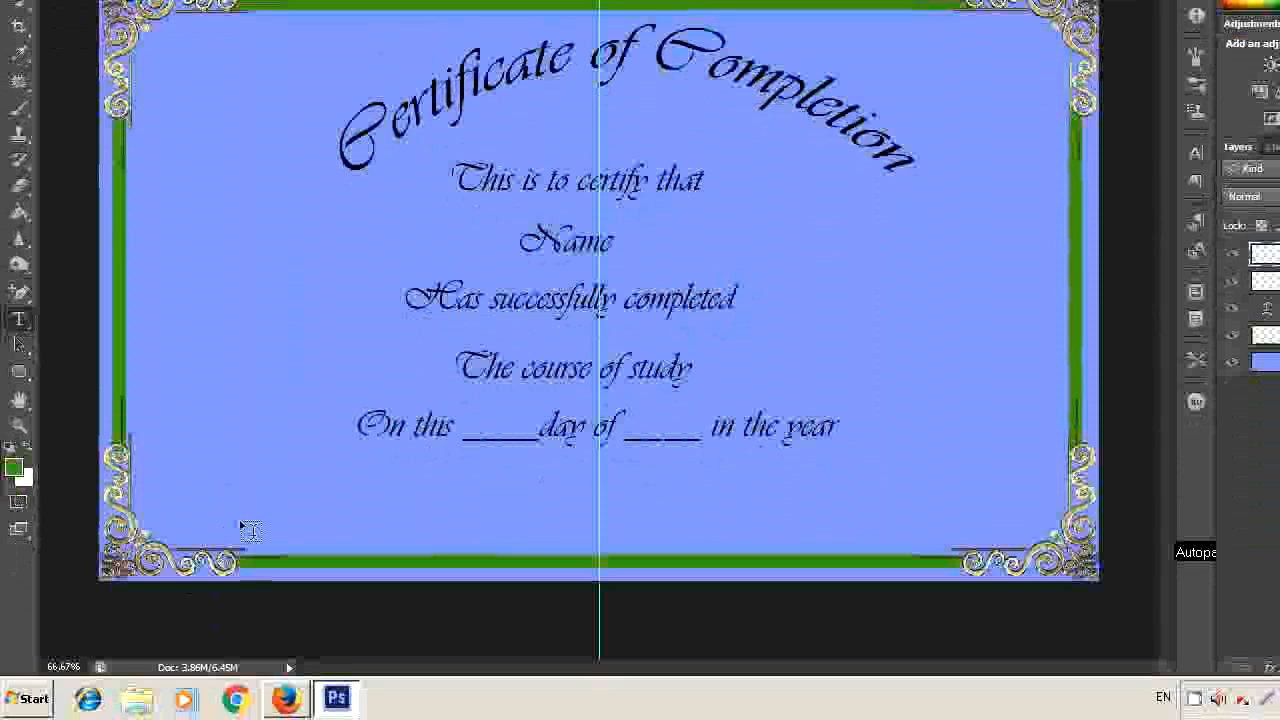 Certificate of Completion
This is to certify that
Name
Has successfully completed
The course of study
On this _____day of _____ in the year
Adjustments
Add an adj
Layers
Kind
Normal
Lock:
Autope
66.67%
Doc: 3.86M/6.45M
Start
Ps
EN